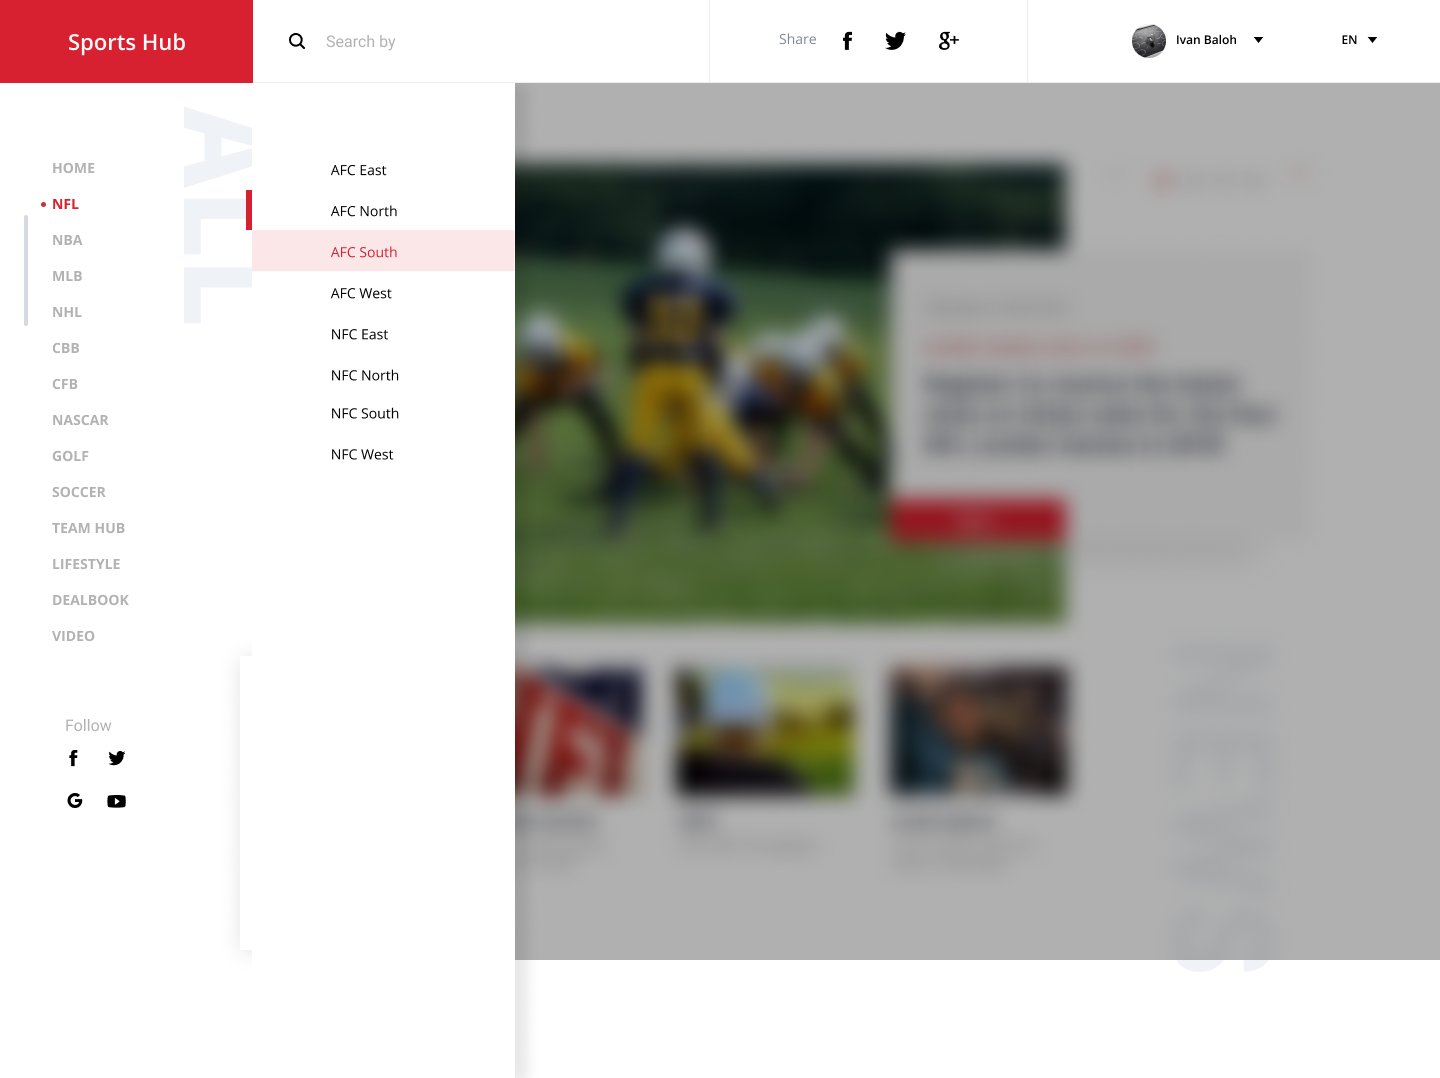 Sports Hub
Search by
Share
Ivan Baloh
EN
ALL
HOME
NFL
NBA
MLB
NHL
CBB
CFB
NASCAR
GOLF
SOCCER
TEAM HUB
LIFESTYLE
DEALBOOK
VIDEO
Follow
AFC East
AFC North
AFC South
AFC West
NFC East
NFC North
NFC South
NFC West